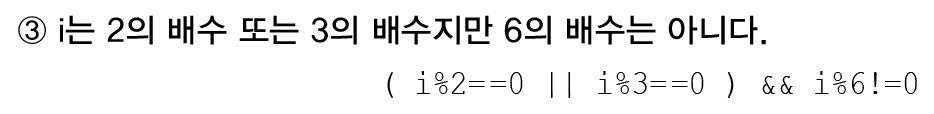 ③ i는 2의 배수 또는 3의 배수지만 6의 배수는 아니다.
( i%2==0 || i%3==0 ) && i%6!=0